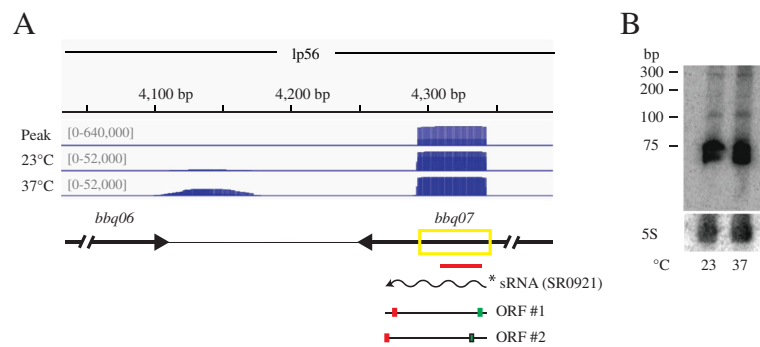 A
lp56
4,100 bp 4,200 bp 4,300 bp
Peak [0-640,000]
23°C [0-52,000]
37°C [0-52,000]
bbq06 bbq07
* sRNA (SR0921)
ORF #1
ORF #2
B
bp
300
200
100
75
5S
°C 23 37